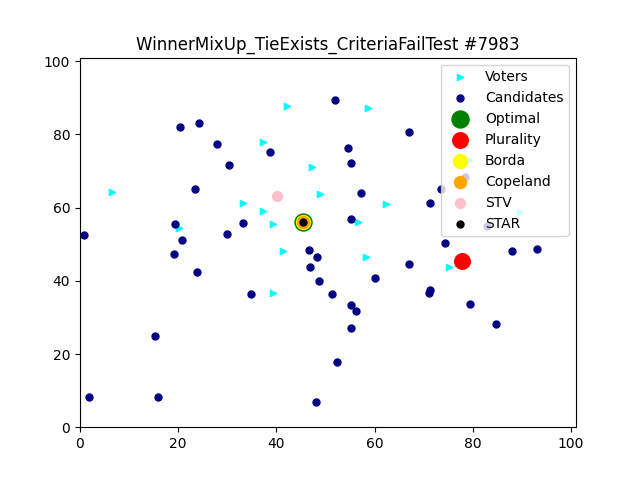 WinnerMixUp_TieExists_CriteriaFailTest #7983
100
80
60
40
20
0
0 20 40 60 80 100
Voters
Candidates
Optimal
Plurality
Borda
Copeland
STV
STAR